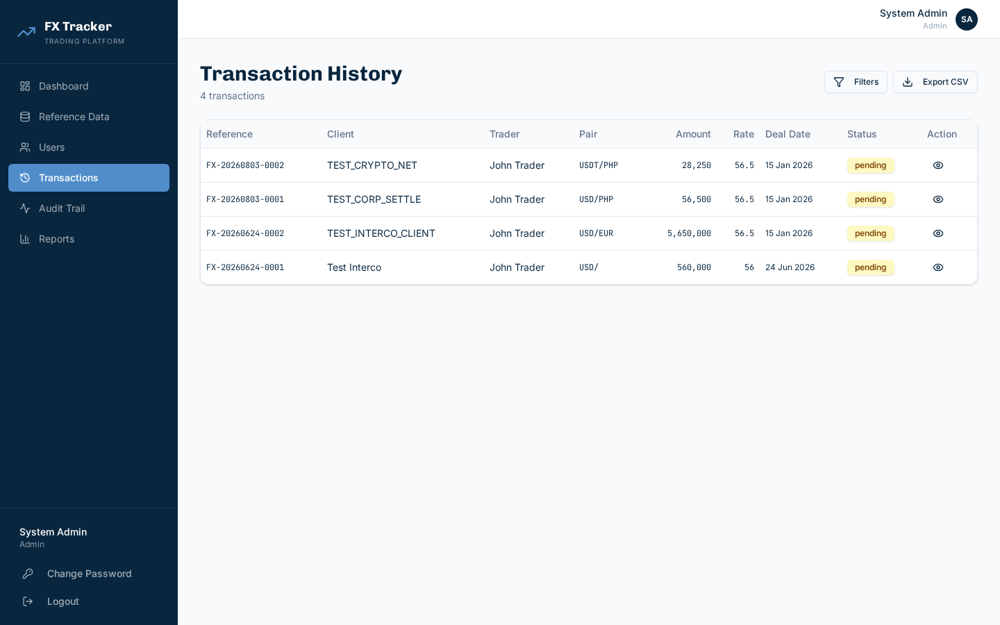 FX Tracker
TRADING PLATFORM
Dashboard
Reference Data
Users
Transactions
Audit Trail
Reports
System Admin
Admin
Change Password
Logout
System Admin
Admin
SA
Transaction History
4 transactions
Filters
Export CSV
Reference Client Trader Pair Amount Rate Deal Date Status Action
FX-20260803-0002 TEST_CRYPTO_NET John Trader USDT/PHP 28,250 56.5 15 Jan 2026 pending
FX-20260803-0001 TEST_CORP_SETTLE John Trader USD/PHP 56,500 56.5 15 Jan 2026 pending
FX-20260624-0002 TEST_INTERCO_CLIENT John Trader USD/EUR 5,650,000 56.5 15 Jan 2026 pending
FX-20260624-0001 Test Interco John Trader USD/ 560,000 56 24 Jun 2026 pending